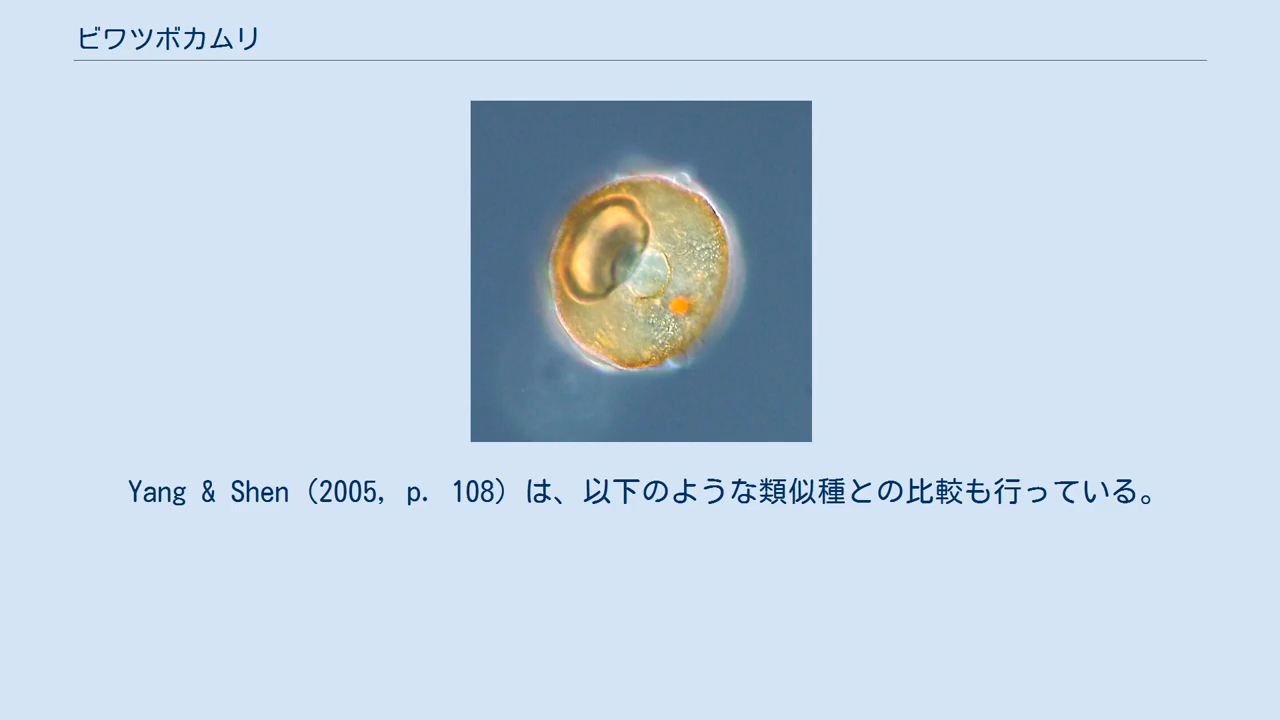 ビワツボカムリ
Yang & Shen (2005, p. 108) は、以下のような類似種との比較も行っている。